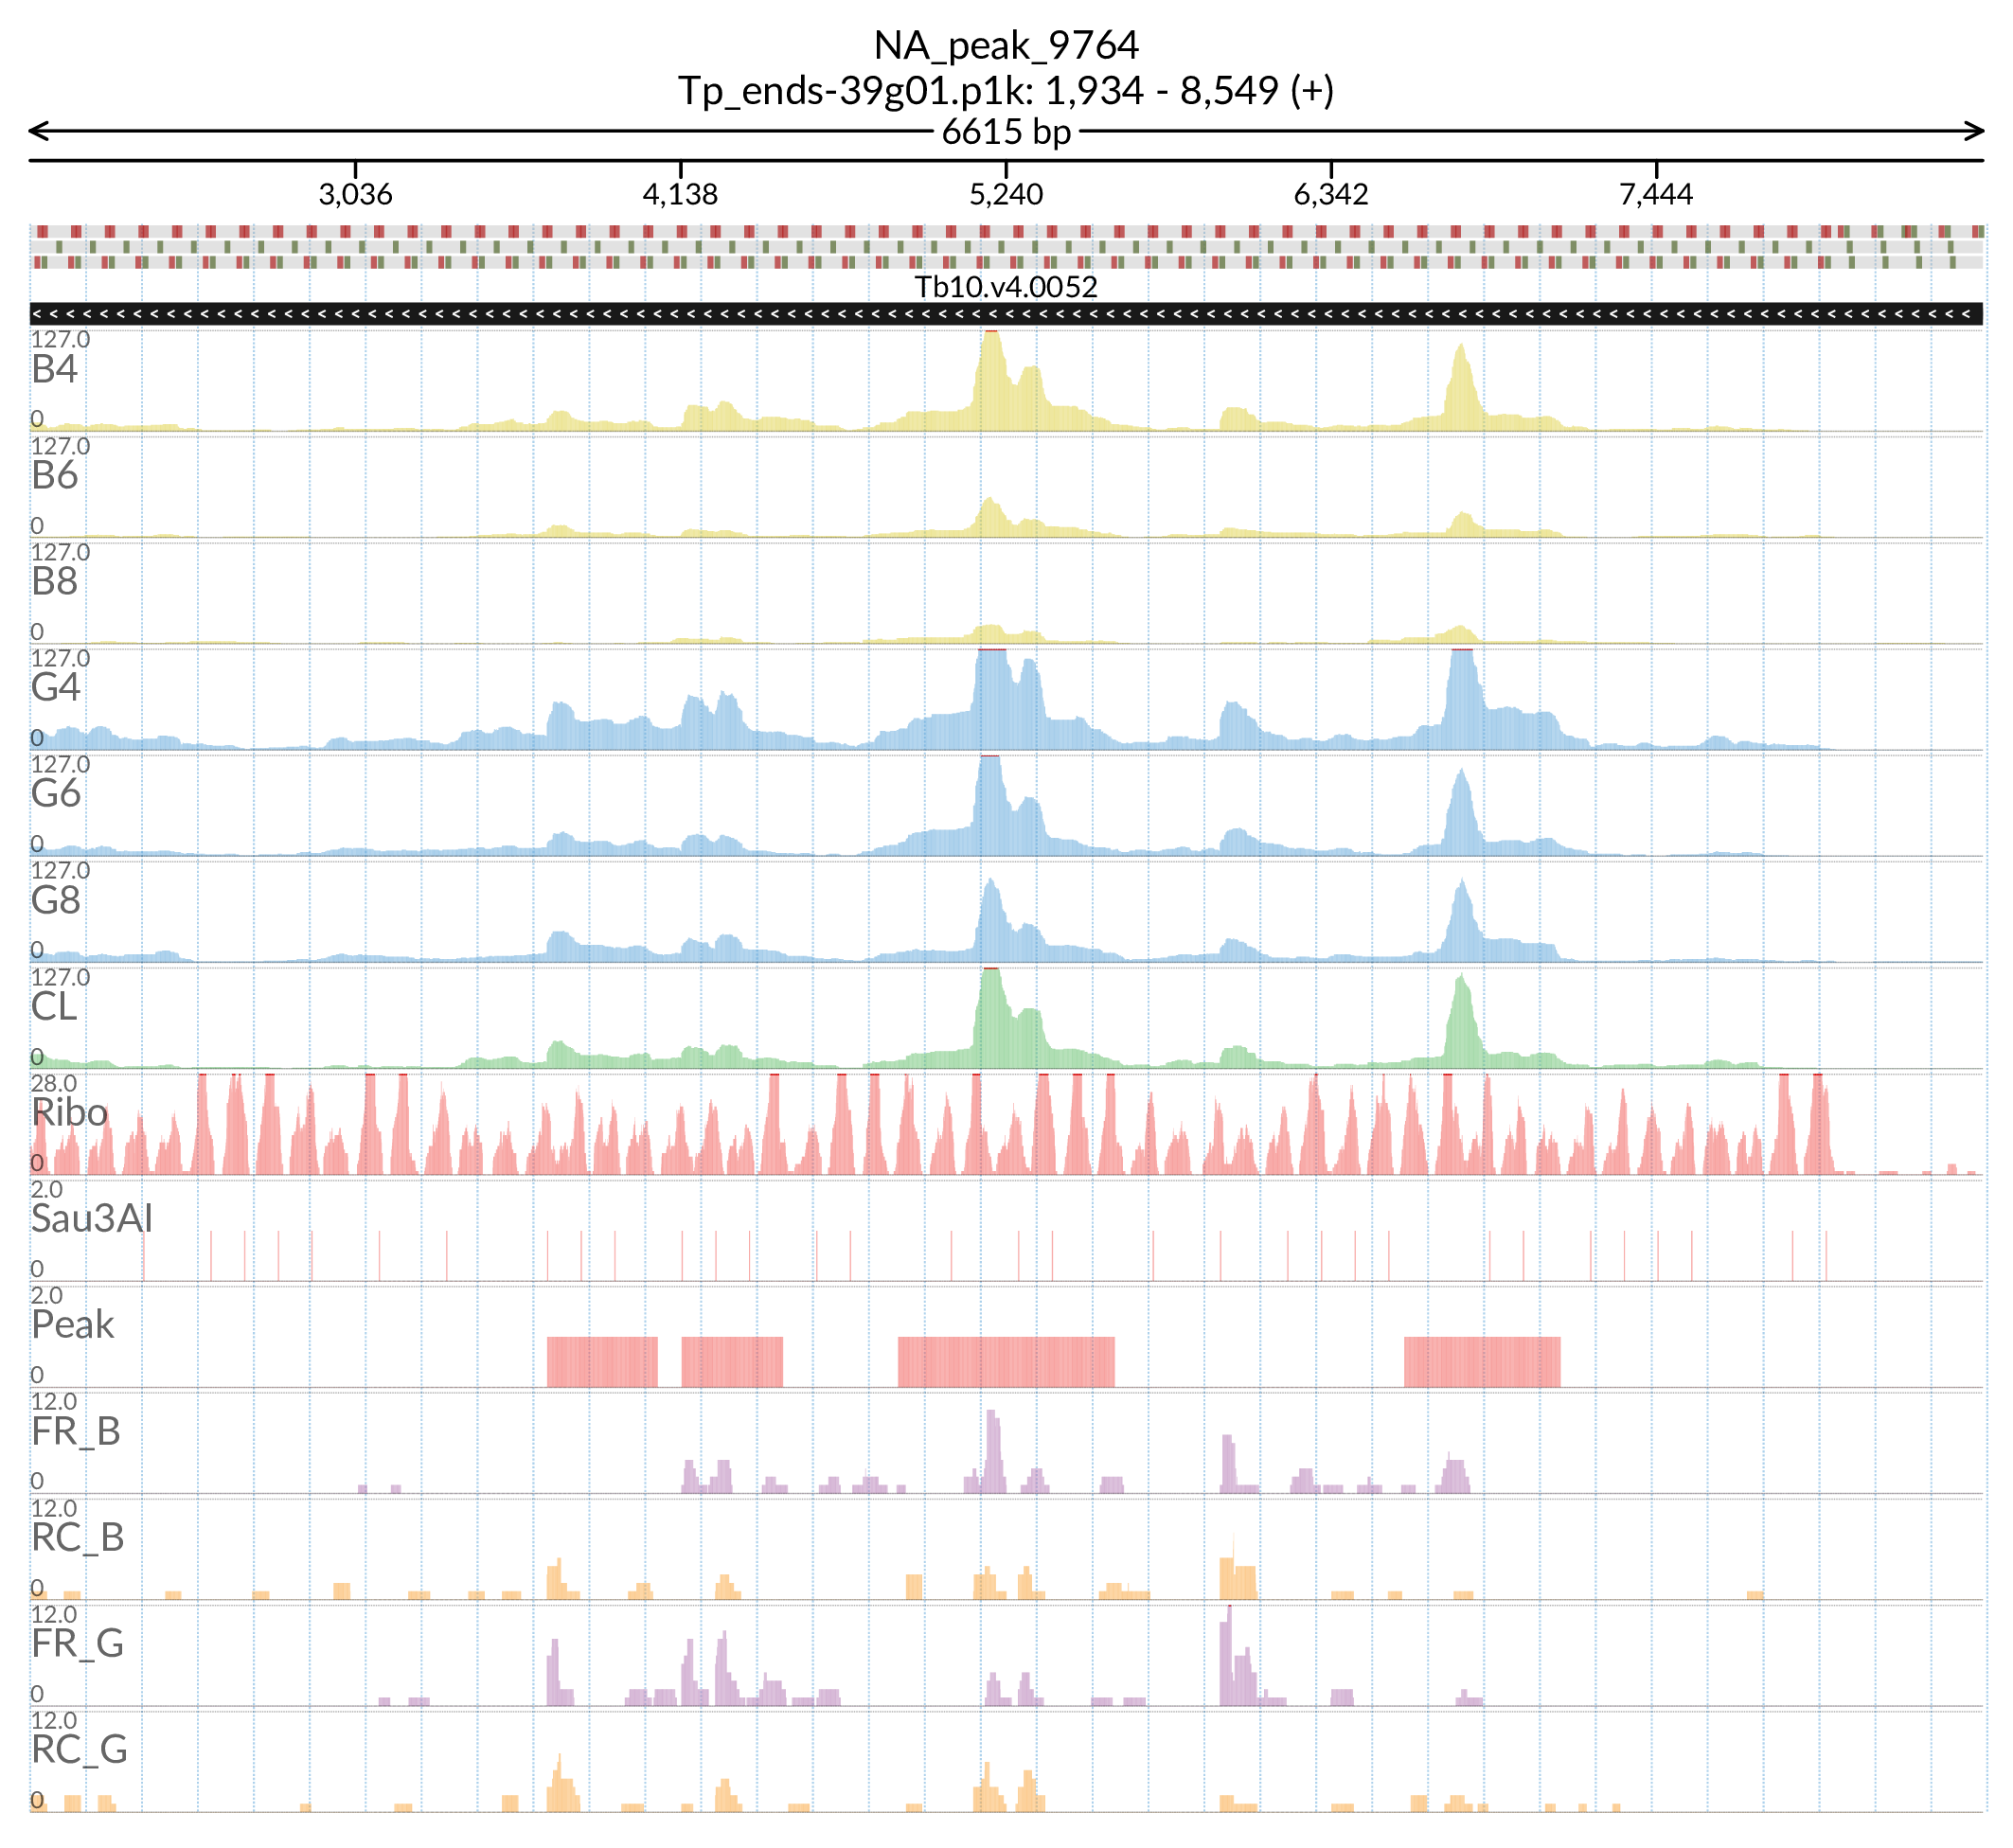 NA_peak_9764
Tp_ends-39g01.p1k: 1,934 - 8,549 (+)
6615 bp
3,036 4,138 5,240 6,342 7,444
Tb10.v4.0052
127.0
B4
0
127.0
B6
0
127.0
B8
0
127.0
G4
0
127.0
G6
0
127.0
G8
0
127.0
CL
0
28.0
Ribo
0
2.0
Sau3AI
0
2.0
Peak
0
12.0
FR_B
0
12.0
RC_B
0
12.0
FR_G
0
12.0
RC_G
0